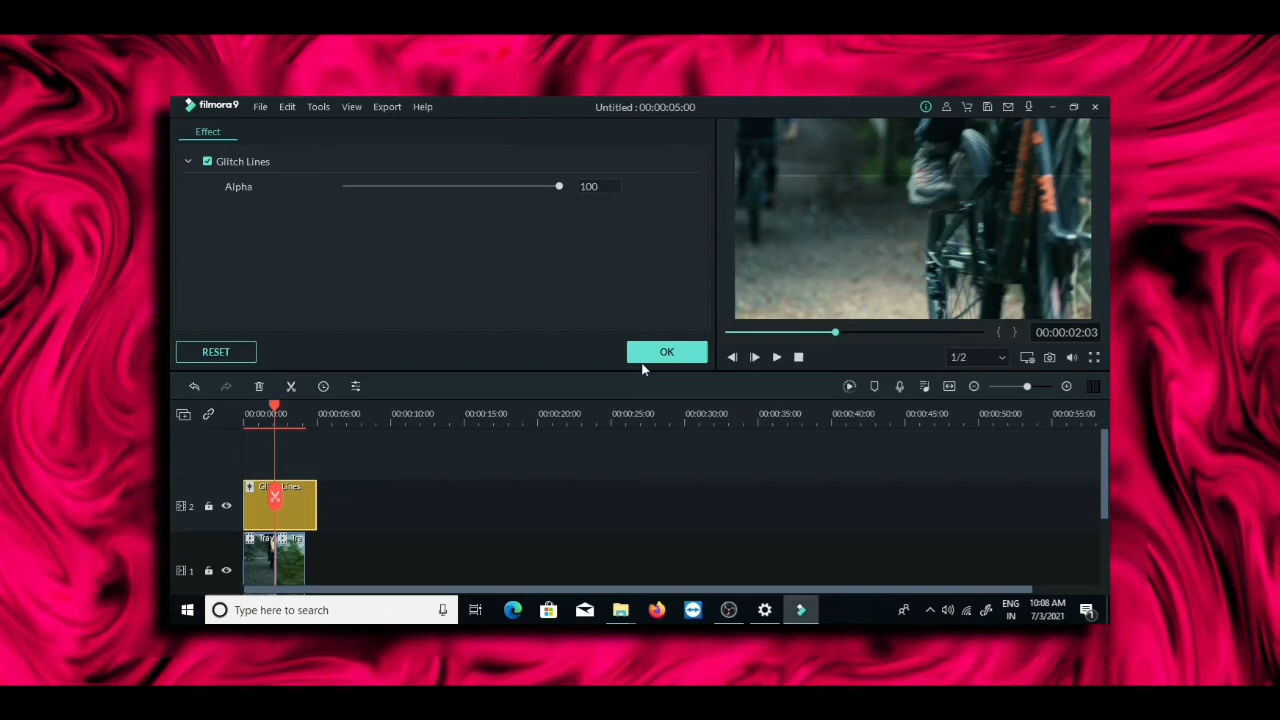 filmora9 File Edit Tools View Export Help Untitled : 00:00:05:00
Effect
Glitch Lines
Alpha 100
RESET OK
00:00:02:03
1/2
00:00:00:00 00:00:05:00 00:00:10:00 00:00:15:00 00:00:20:00 00:00:25:00 00:00:30:00 00:00:35:00 00:00:40:00 00:00:45:00 00:00:50:00 00:00:55:00
Lines
2
Trav Tra
1
Type here to search
ENG 10:08 AM
IN 7/3/2021
1